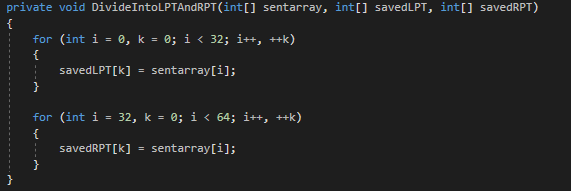 private void DivideIntoLPTAndRPT(int[] sentarray, int[] savedLPT, int[] savedRPT)
{
for (int i = 0, k = 0; i < 32; i++, ++k)
{
savedLPT[k] = sentarray[i];
}
for (int i = 32, k = 0; i < 64; i++, ++k)
{
savedRPT[k] = sentarray[i];
}
}